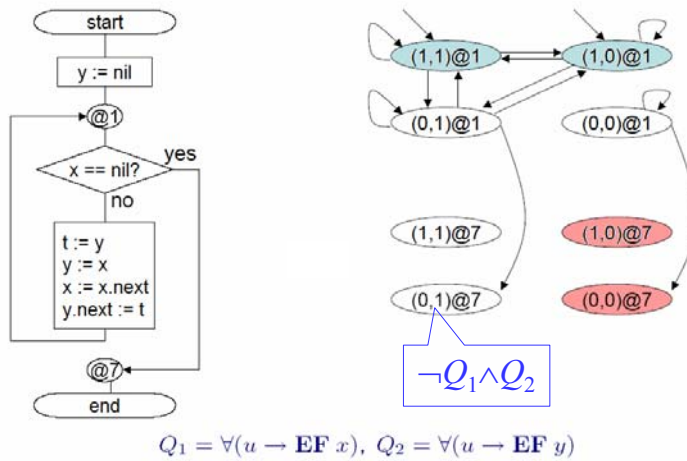 start
y := nil
@1
x == nil?
yes
no
t := y
y := x
x := x.next
y.next := t
@7
end
(1,1)@1
(1,0)@1
(0,1)@1
(0,0)@1
(1,1)@7
(1,0)@7
(0,1)@7
(0,0)@7
¬Q₁∧Q₂
Q₁ = ∀(u → EF x), Q₂ = ∀(u → EF y)